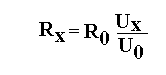 Rₓ = R₀ Uₓ/U₀